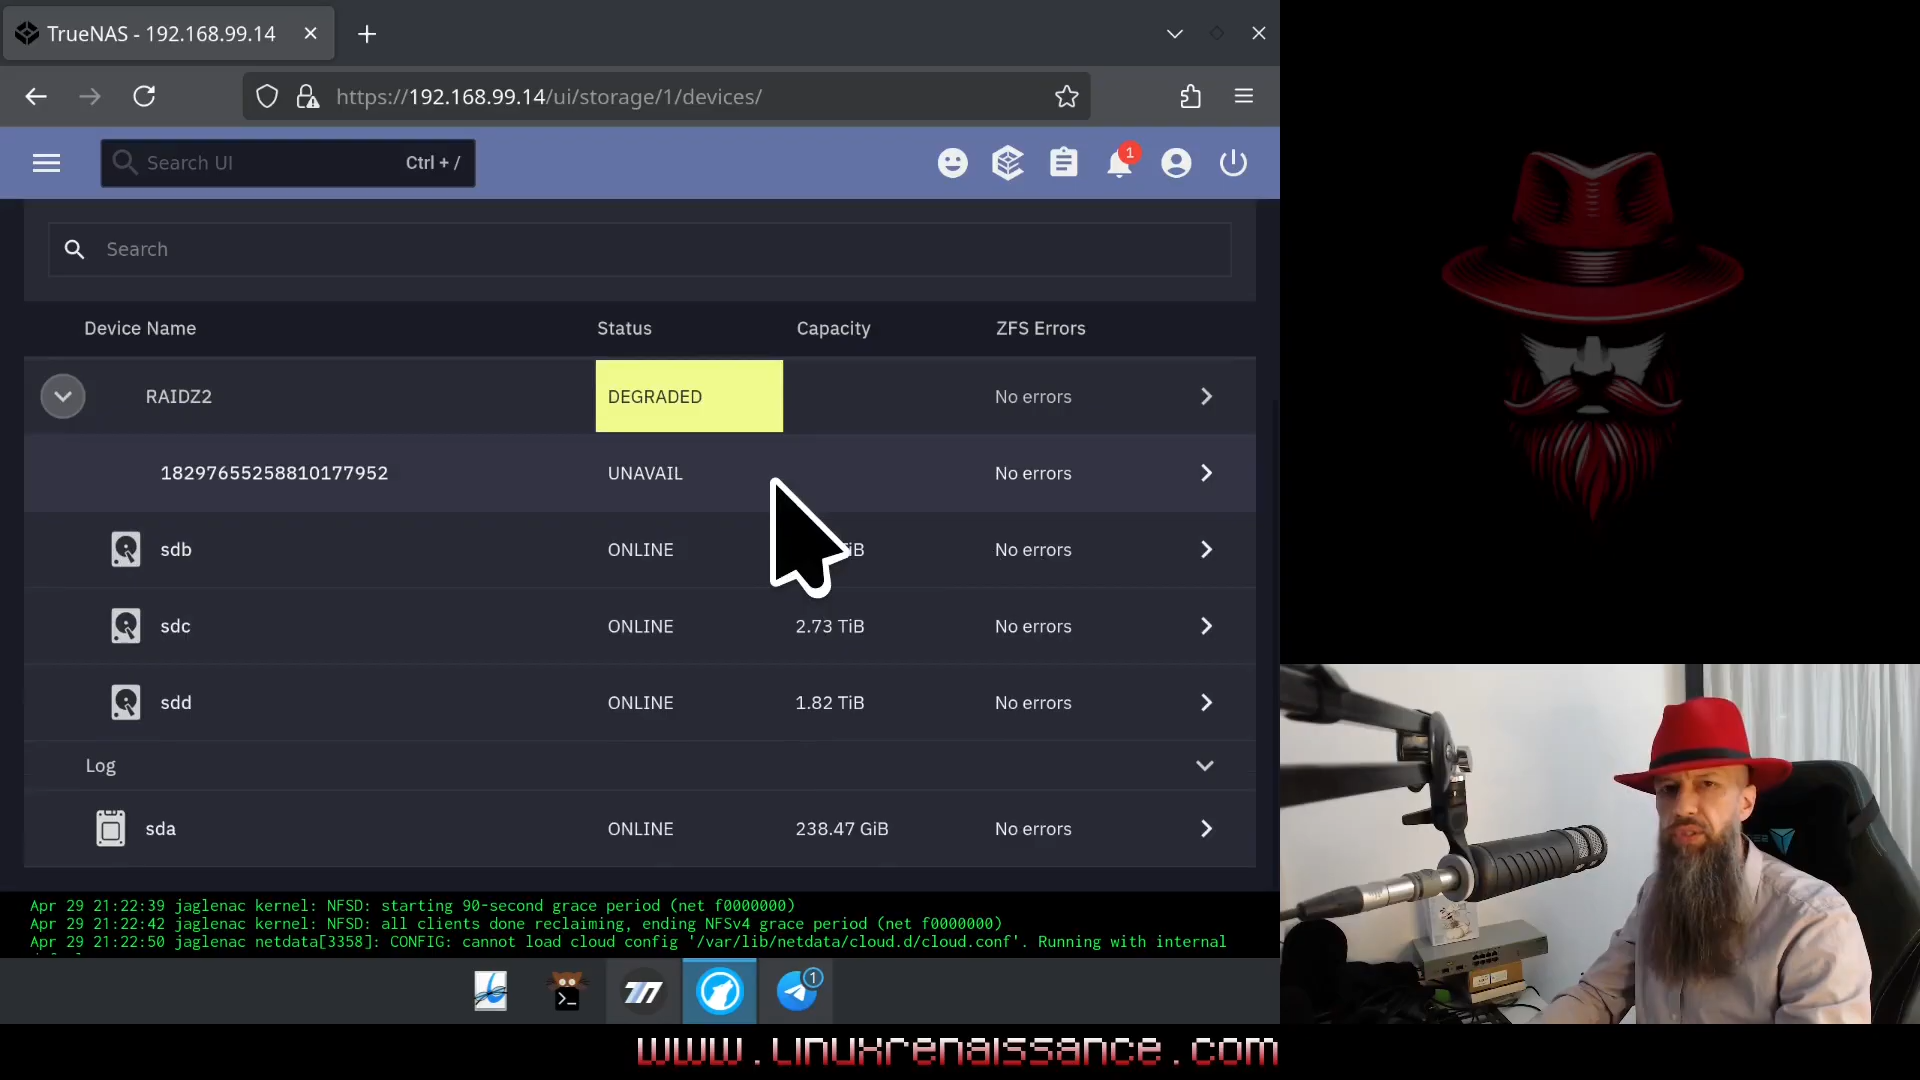 TrueNAS - 192.168.99.14
https://192.168.99.14/ui/storage/1/devices/
Search UI Ctrl + /
1
Search
Device Name Status Capacity ZFS Errors
RAIDZ2 DEGRADED No errors
18297655258810177952 UNAVAIL No errors
sdb ONLINE iB No errors
sdc ONLINE 2.73 TiB No errors
sdd ONLINE 1.82 TiB No errors
Log
sda ONLINE 238.47 GiB No errors
Apr 29 21:22:39 jaglenac kernel: NFSD: starting 90-second grace period (net f0000000)
Apr 29 21:22:42 jaglenac kernel: NFSD: all clients done reclaiming, ending NFSv4 grace period (net f0000000)
Apr 29 21:22:50 jaglenac netdata[3358]: CONFIG: cannot load cloud config '/var/lib/netdata/cloud.d/cloud.conf'. Running with internal
1
www.linuxrenaissance.com